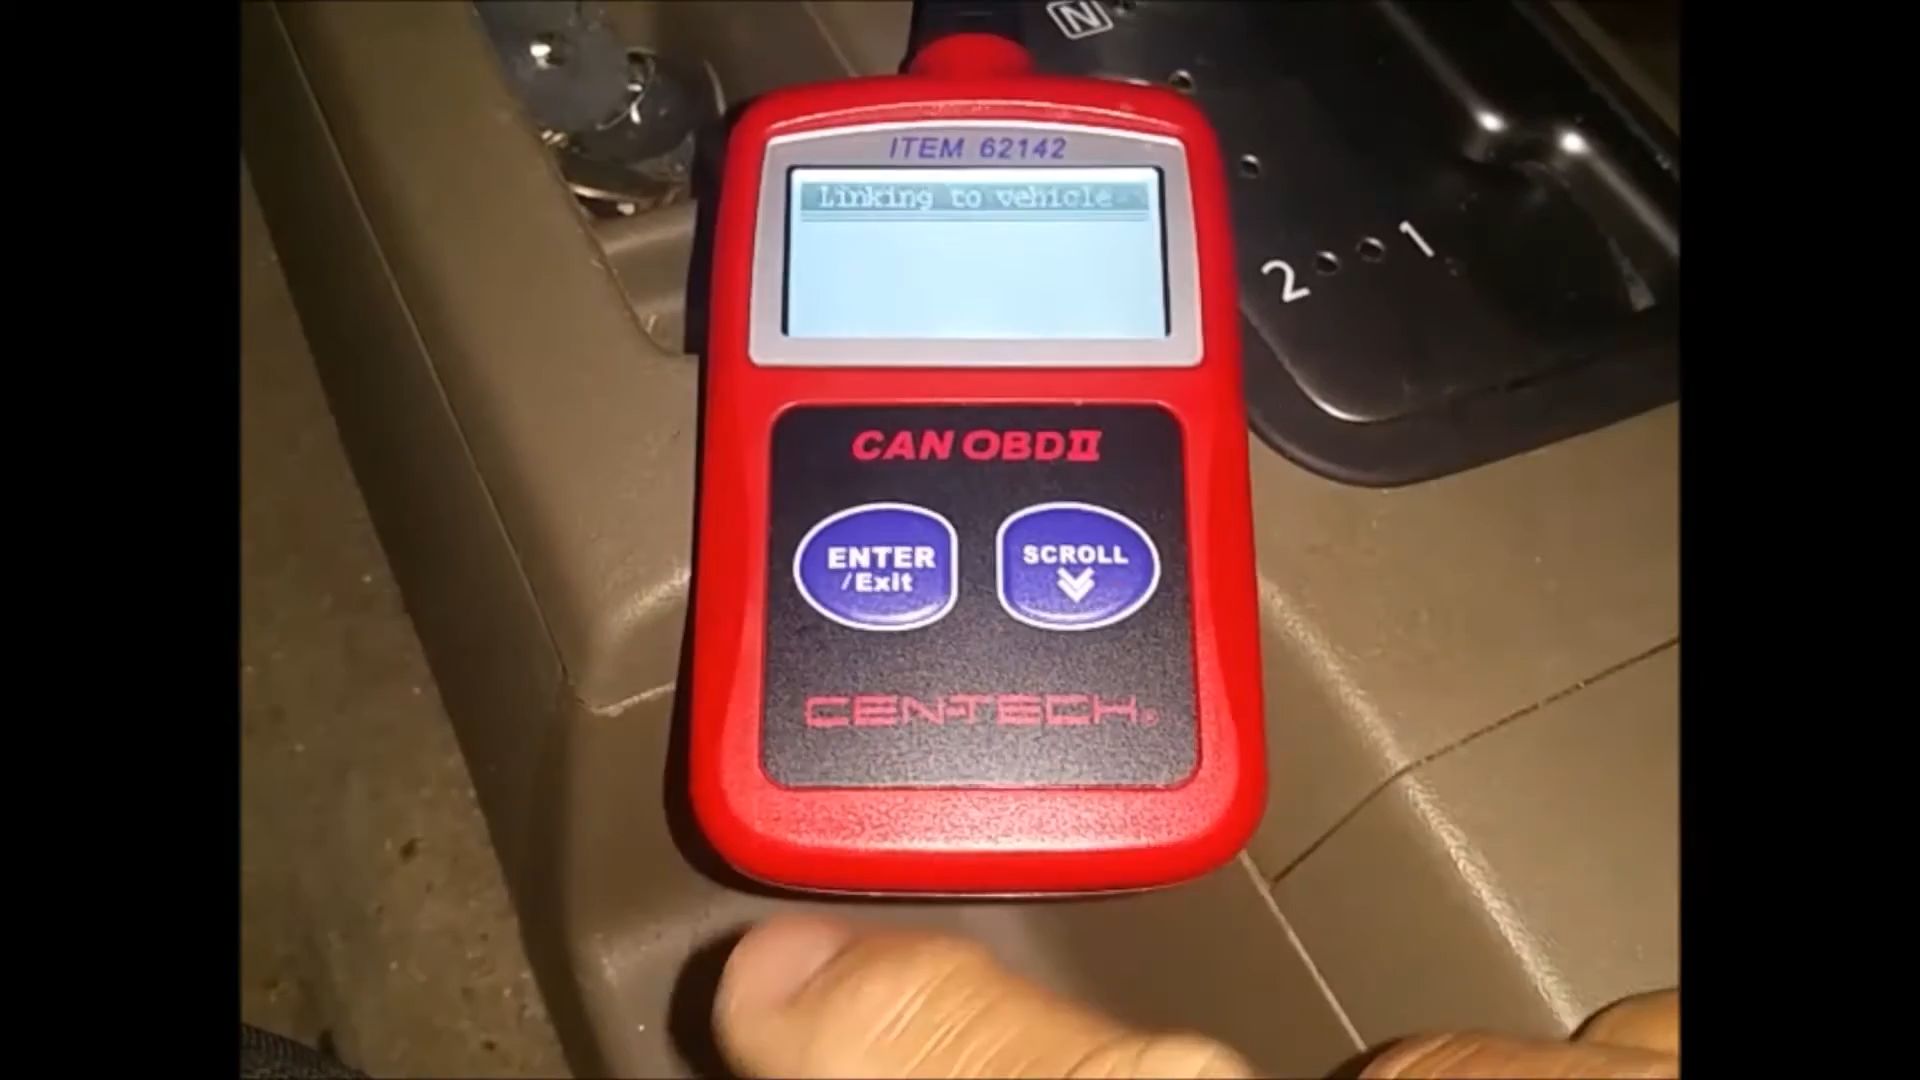 N
ITEM 62142
Linking to vehicle
2 1
CAN OBDII
ENTER
/Exit
SCROLL
CEN-TECH®